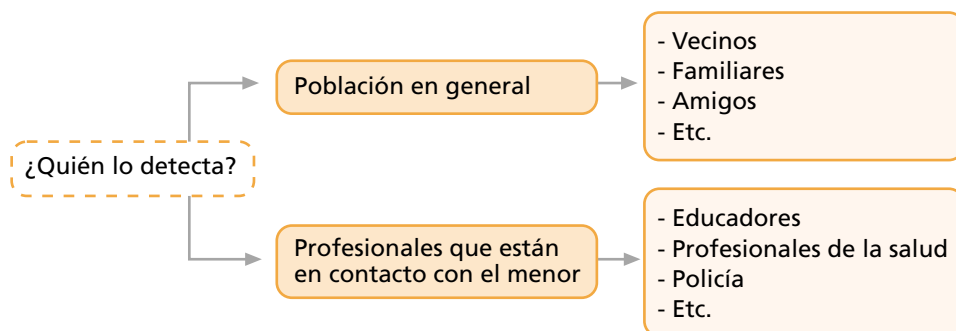 ¿Quién lo detecta?
Población en general
- Vecinos
- Familiares
- Amigos
- Etc.
Profesionales que están
en contacto con el menor
- Educadores
- Profesionales de la salud
- Policía
- Etc.